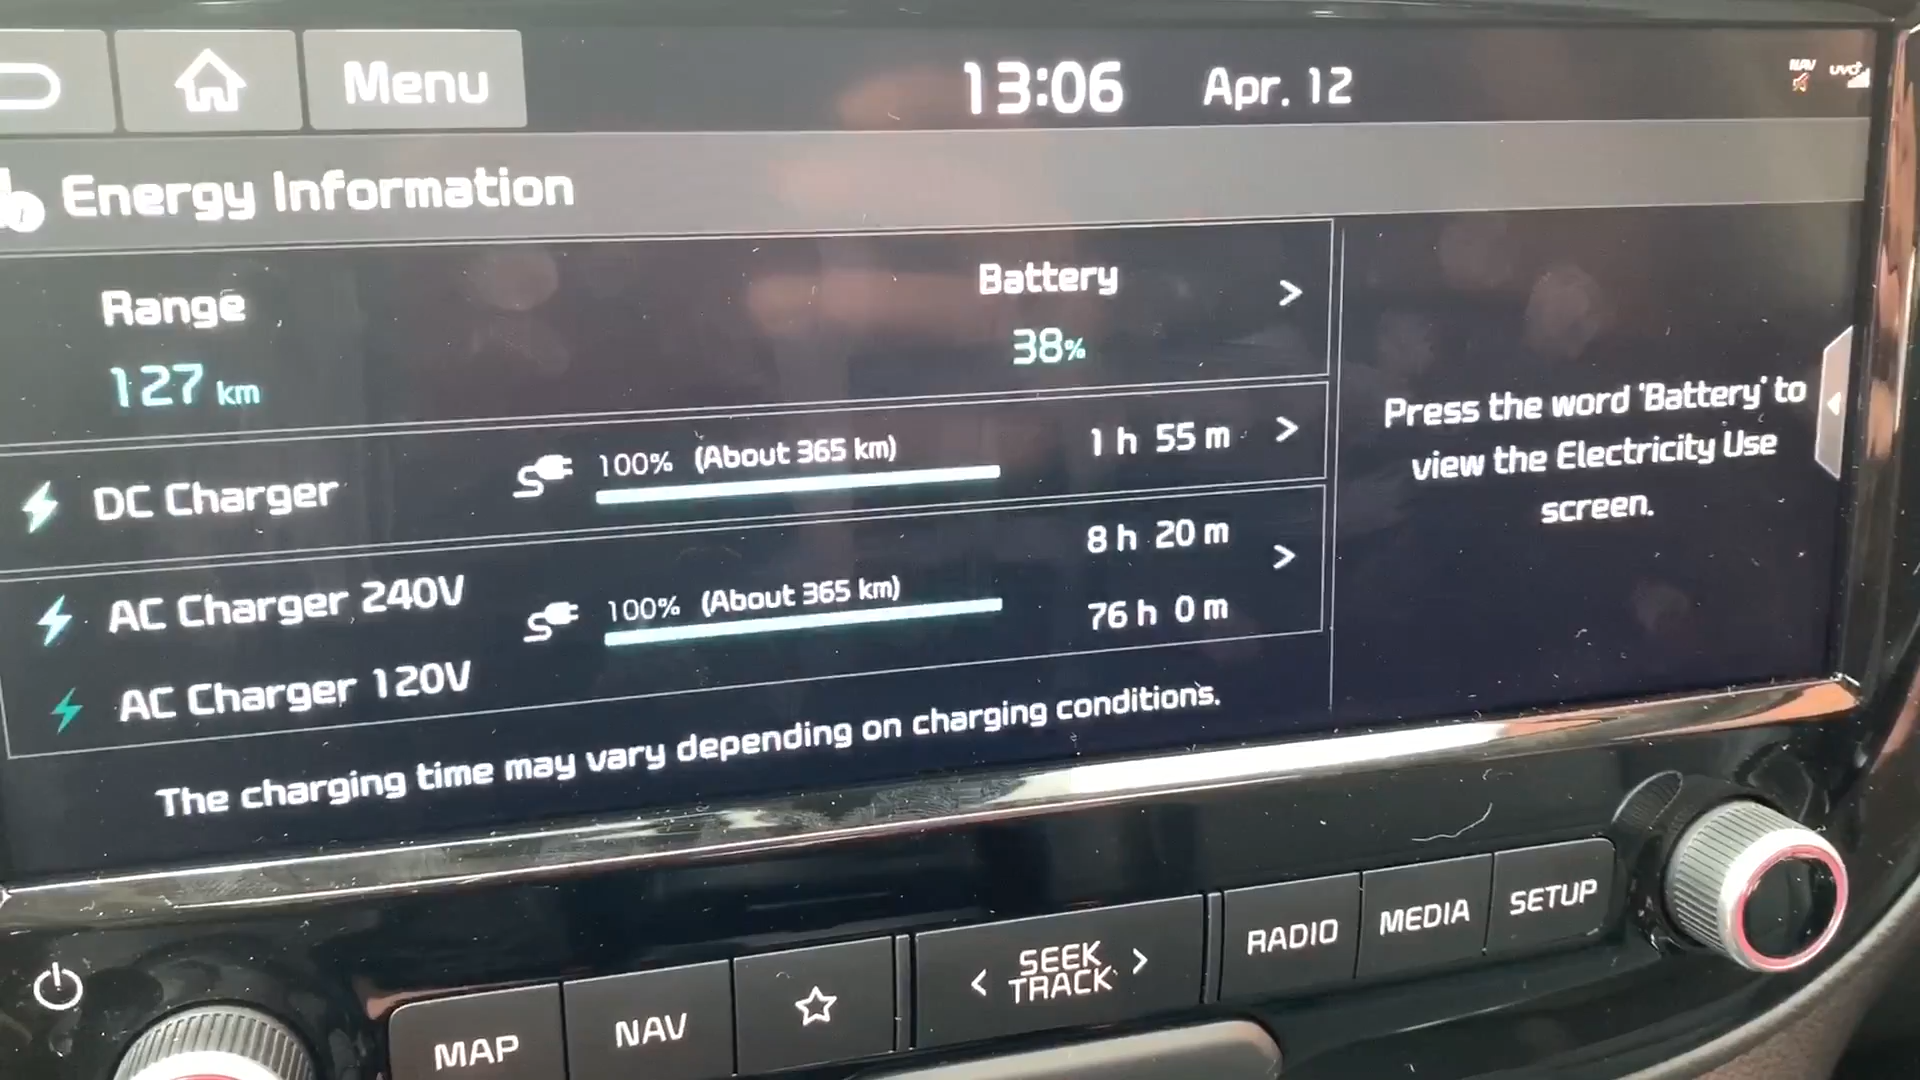 Menu
13:06 Apr. 12
NAV
UVO
Energy Information
Range
127 km
Battery
38%
DC Charger
100% (About 365 km)
1 h 55 m
AC Charger 240V
8 h 20 m
100% (About 365 km)
AC Charger 120V
76 h 0 m
The charging time may vary depending on charging conditions.
Press the word 'Battery' to
view the Electricity Use
screen.
MAP
NAV
SEEK
TRACK
RADIO
MEDIA
SETUP